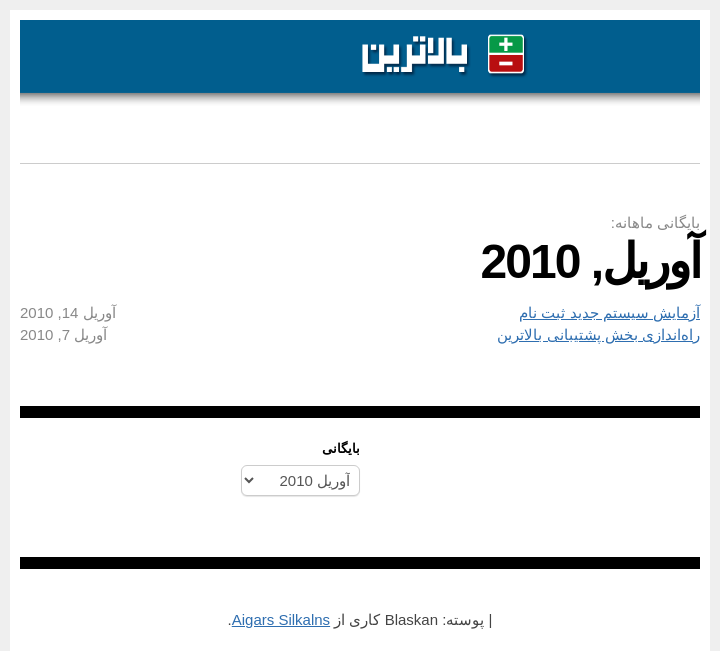 بالاترین
بایگانی ماهانه:
آوریل, 2010
آزمایش سیستم جدید ثبت نام آوریل 14, 2010
راه‌اندازی بخش پشتیبانی بالاترین آوریل 7, 2010
بایگانی
آوریل 2010
| پوسته: Blaskan کاری از Aigars Silkalns.